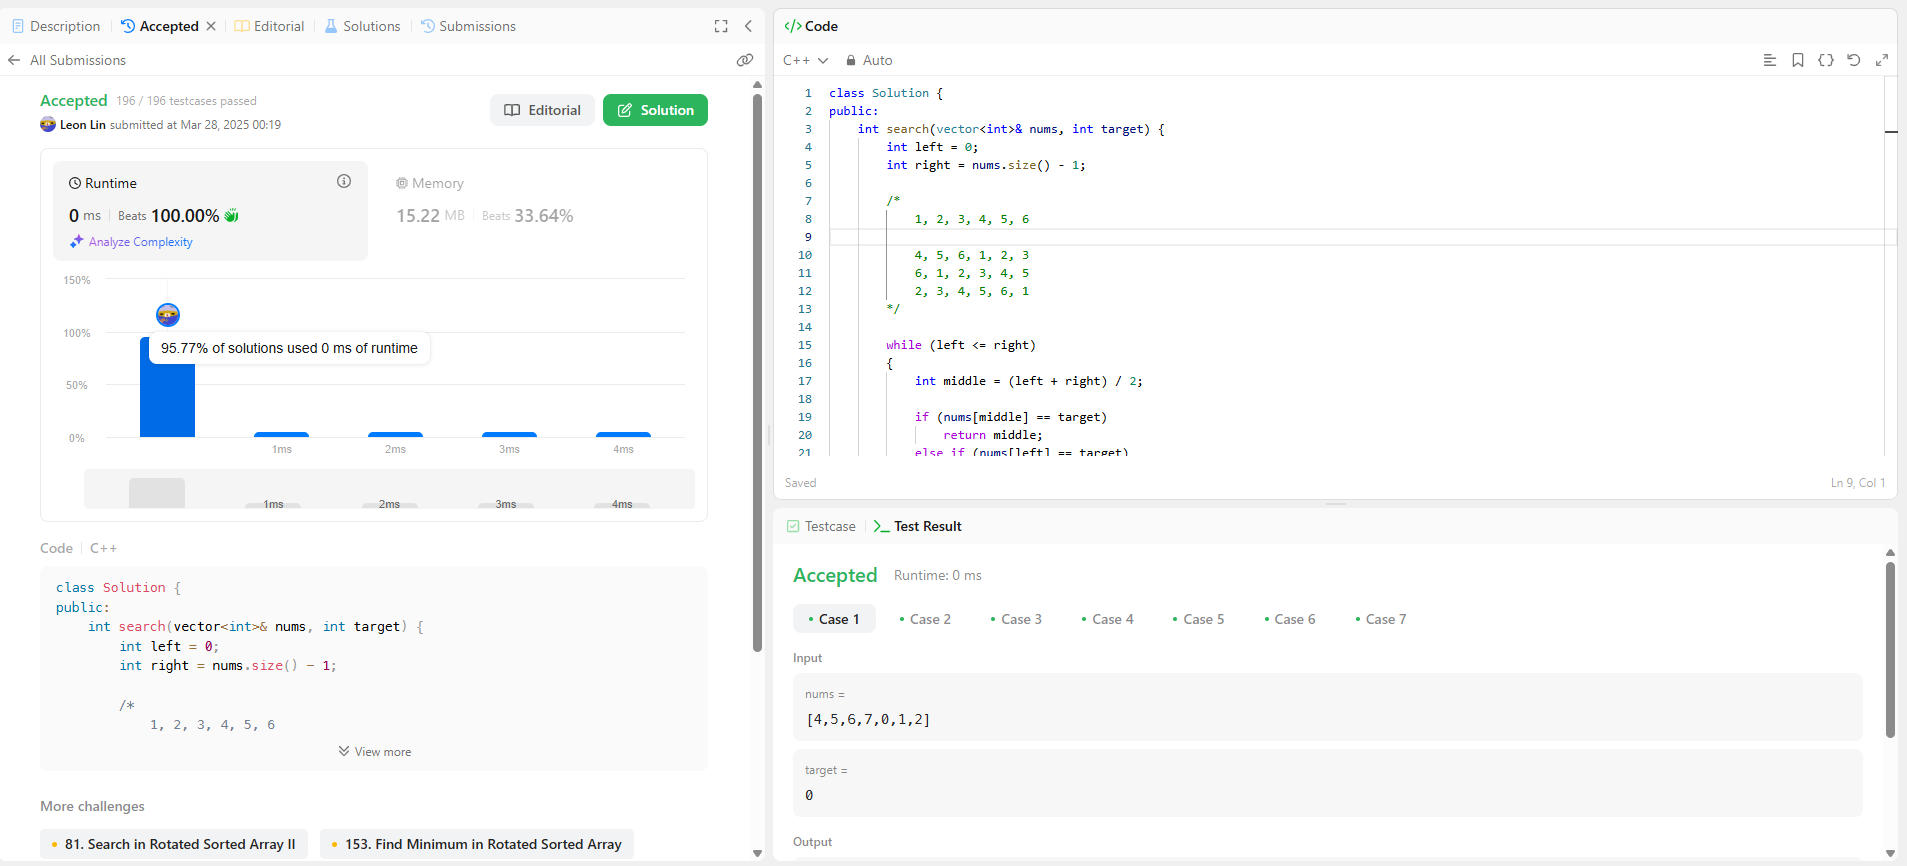 Description
Accepted
Editorial
Solutions
Submissions
All Submissions
Accepted 196 / 196 testcases passed
Leon Lin submitted at Mar 28, 2025 00:19
Editorial
Solution
Runtime
0 ms Beats 100.00%
Analyze Complexity
Memory
15.22 MB Beats 33.64%
150%
100%
50%
0%
95.77% of solutions used 0 ms of runtime
1ms 2ms 3ms 4ms
1ms 2ms 3ms 4ms
Code C++
class Solution {
public:
    int search(vector<int>& nums, int target) {
        int left = 0;
        int right = nums.size() - 1;
        /*
            1, 2, 3, 4, 5, 6
View more
More challenges
81. Search in Rotated Sorted Array II
153. Find Minimum in Rotated Sorted Array
</> Code
C++ Auto
1 class Solution {
2 public:
3     int search(vector<int>& nums, int target) {
4         int left = 0;
5         int right = nums.size() - 1;
6
7         /*
8             1, 2, 3, 4, 5, 6
9
10             4, 5, 6, 1, 2, 3
11             6, 1, 2, 3, 4, 5
12             2, 3, 4, 5, 6, 1
13         */
14
15         while (left <= right)
16         {
17             int middle = (left + right) / 2;
18
19             if (nums[middle] == target)
20                 return middle;
21             else if (nums[left] == target)
Saved
Ln 9, Col 1
Testcase
Test Result
Accepted Runtime: 0 ms
Case 1 Case 2 Case 3 Case 4 Case 5 Case 6 Case 7
Input
nums =
[4,5,6,7,0,1,2]
target =
0
Output